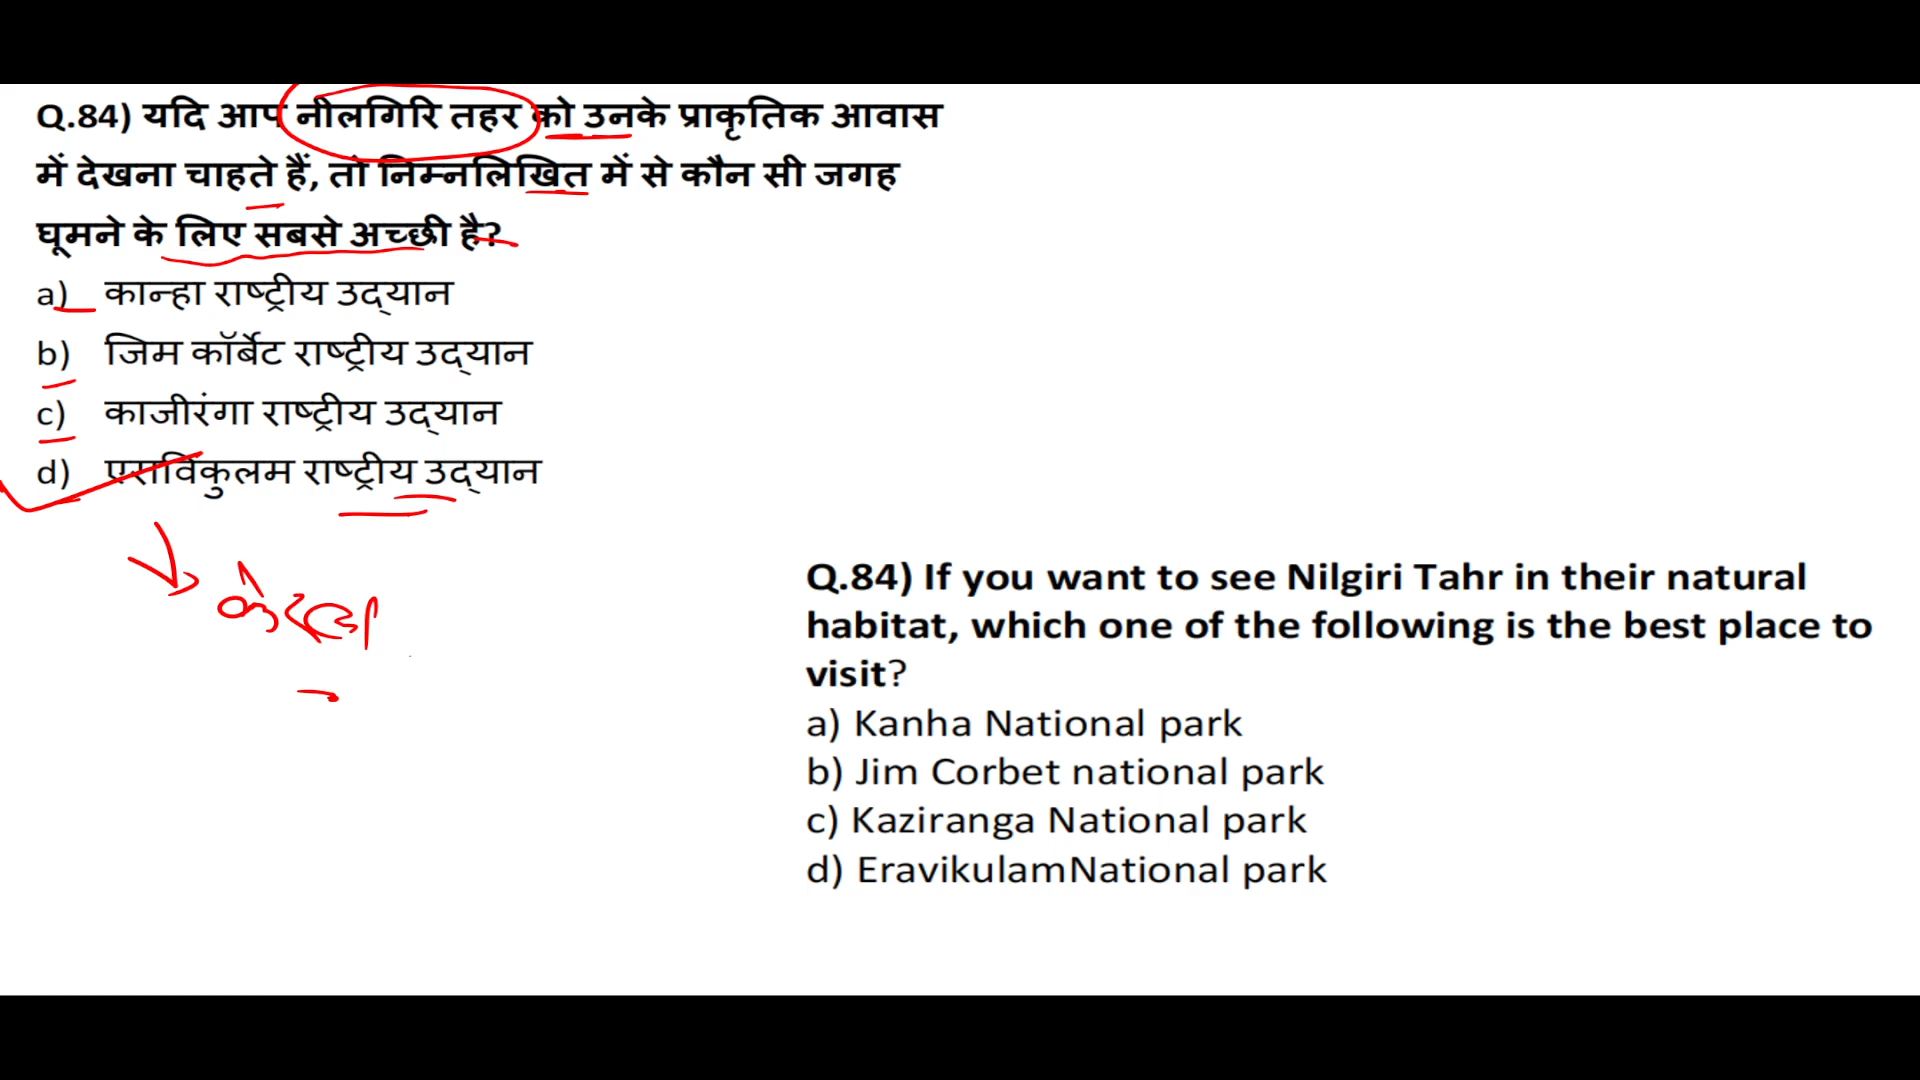 Q.84) यदि आप नीलगिरि तहर को उनके प्राकृतिक आवास
में देखना चाहते हैं, तो निम्नलिखित में से कौन सी जगह
घूमने के लिए सबसे अच्छी है?
a) कान्हा राष्ट्रीय उद्यान
b) जिम कॉर्बेट राष्ट्रीय उद्यान
c) काजीरंगा राष्ट्रीय उद्यान
d) एराविकुलम राष्ट्रीय उद्यान
Q.84) If you want to see Nilgiri Tahr in their natural
habitat, which one of the following is the best place to
visit?
a) Kanha National park
b) Jim Corbet national park
c) Kaziranga National park
d) EravikulamNational park